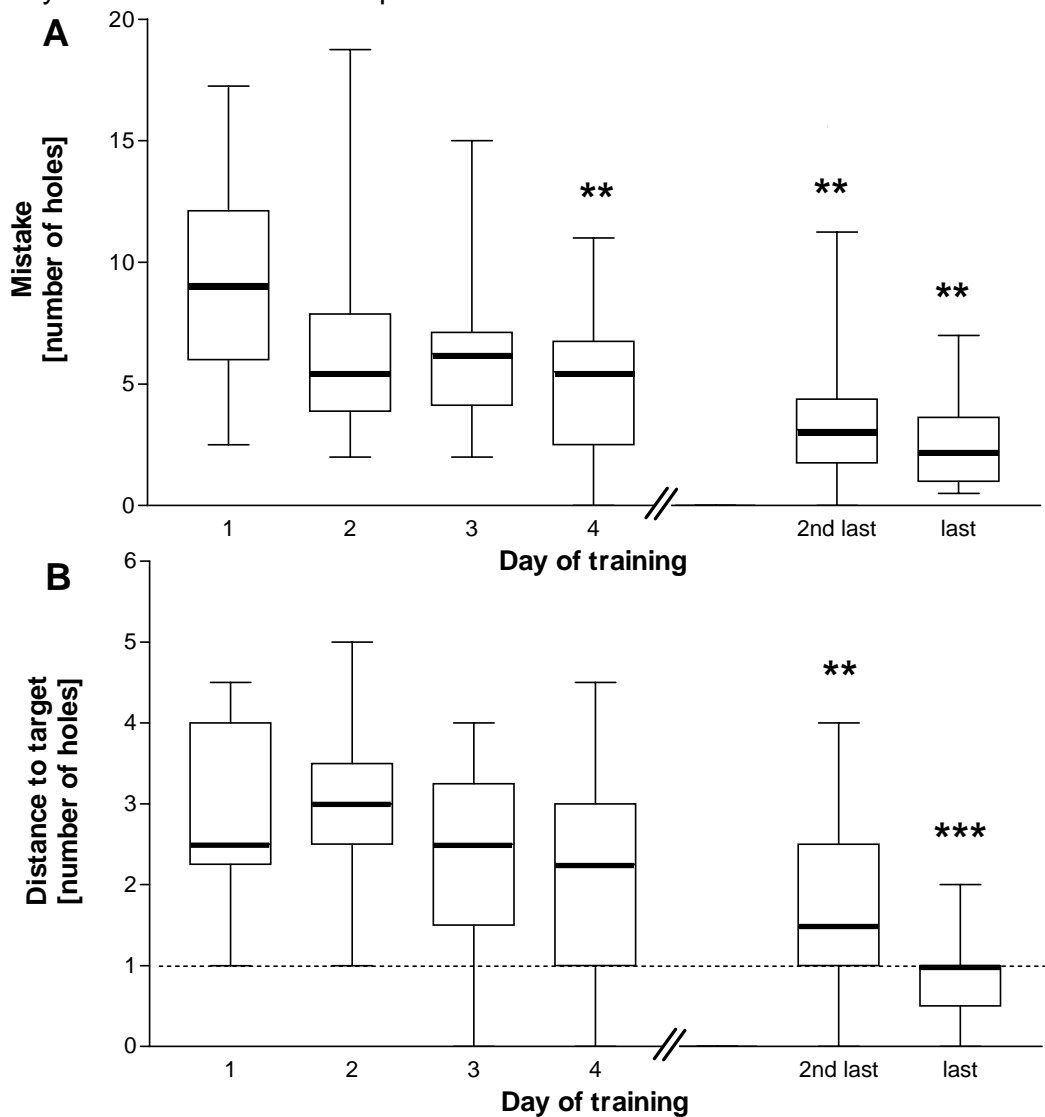 A
20
15
10
5
0
Mistake
[number of holes]
**
**
**
1 2 3 4 2nd last last
Day of training
B
6
5
4
3
2
1
0
Distance to target
[number of holes]
**
***
1 2 3 4 2nd last last
Day of training